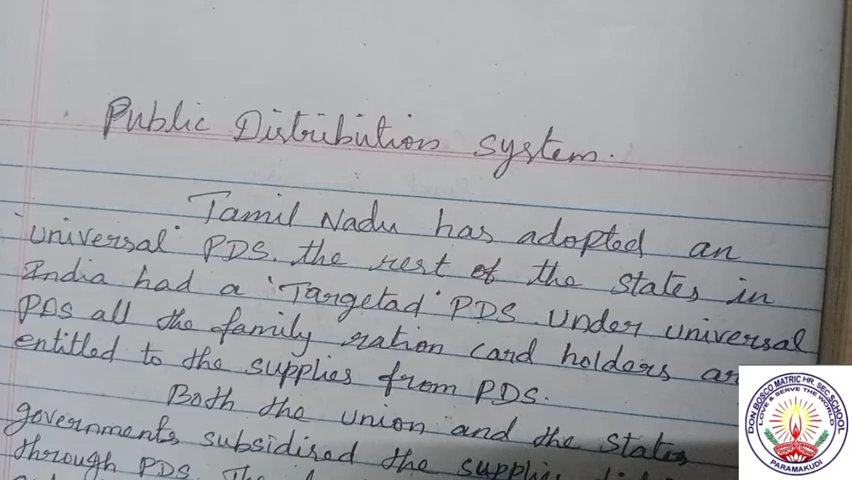 Public Distribution System.
Tamil Nadu has adopted an
'universal' PDS. the rest of the states in
India had a 'Targetad' PDS. Under universal
PDS all the family ration card holders are
entitled to the supplies from PDS.
Both the union and the states
governments subsidised the supplies
through PDS. The
DON BOSCO MATRIC HR. SEC. SCHOOL
LOVE & SERVE THE WORLD
PARAMAKUDI